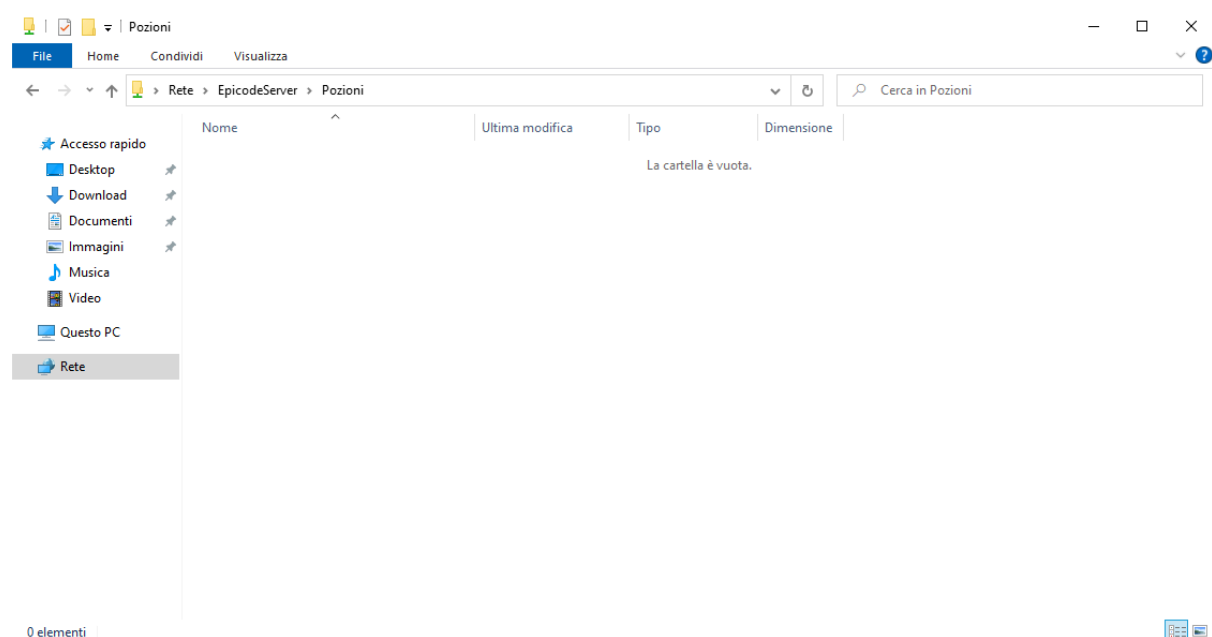 Pozioni
File Home Condividi Visualizza
Rete > EpicodeServer > Pozioni
Cerca in Pozioni
Nome Ultima modifica Tipo Dimensione
La cartella è vuota.
Accesso rapido
Desktop
Download
Documenti
Immagini
Musica
Video
Questo PC
Rete
0 elementi